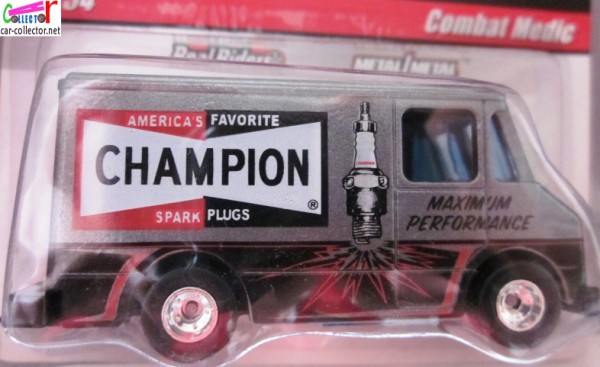 COLLECTOR
car-collector.net
Combat Medic
Real Riders
METAL/METAL
AMERICA'S FAVORITE
CHAMPION
®
SPARK PLUGS
MAXIMUM
PERFORMANCE